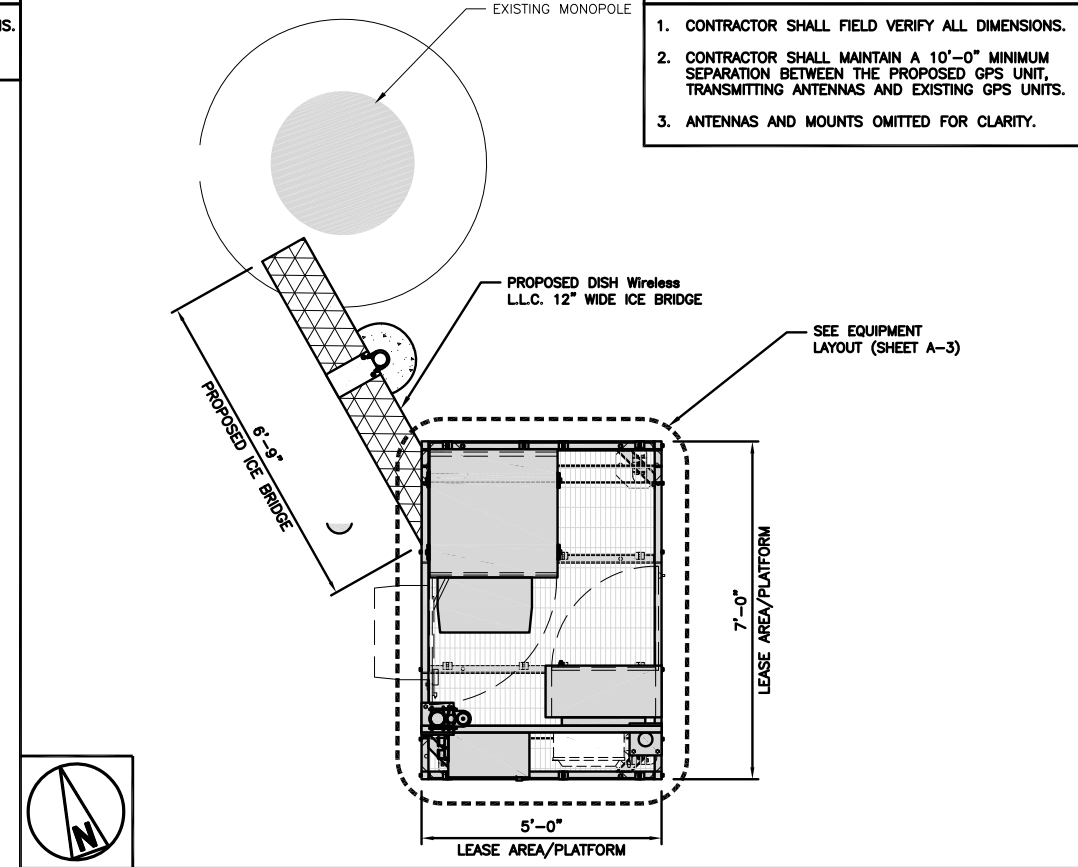 NS.
EXISTING MONOPOLE
1. CONTRACTOR SHALL FIELD VERIFY ALL DIMENSIONS.
2. CONTRACTOR SHALL MAINTAIN A 10'-0" MINIMUM
SEPARATION BETWEEN THE PROPOSED GPS UNIT,
TRANSMITTING ANTENNAS AND EXISTING GPS UNITS.
3. ANTENNAS AND MOUNTS OMITTED FOR CLARITY.
PROPOSED DISH Wireless
L.L.C. 12" WIDE ICE BRIDGE
SEE EQUIPMENT
LAYOUT (SHEET A-3)
6'-9"
PROPOSED ICE BRIDGE
7'-0"
LEASE AREA/PLATFORM
5'-0"
LEASE AREA/PLATFORM
N